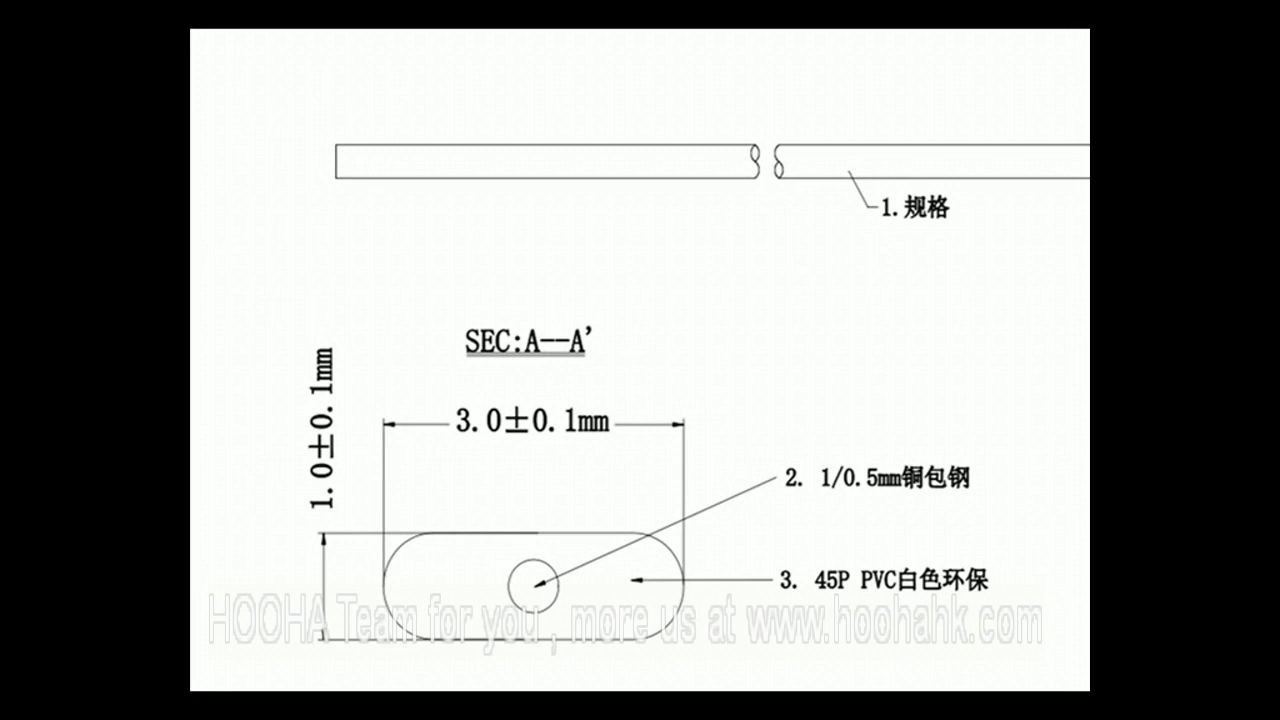 1.规格
SEC:A--A'
3.0±0.1mm
1.0±0.1mm
2. 1/0.5mm铜包钢
3. 45P PVC白色环保
HOOHA Team for you , more us at www.hoohahk.com